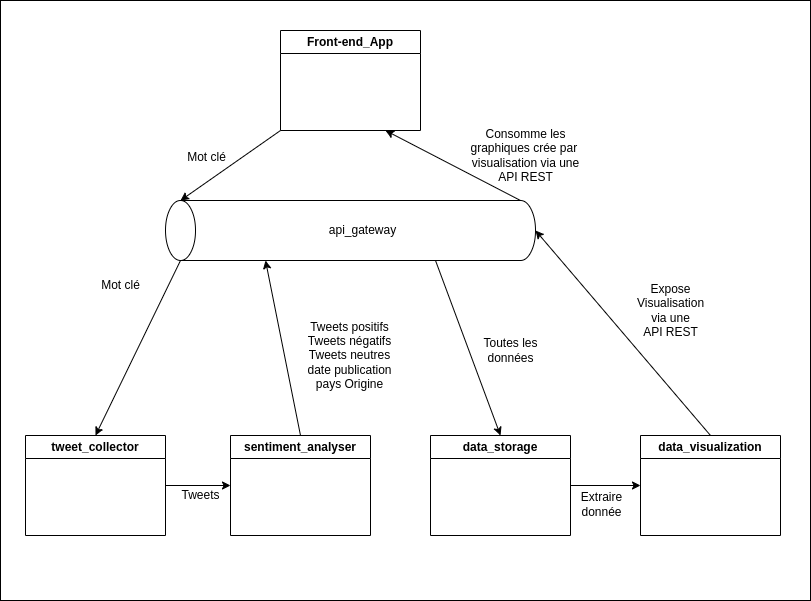 Front-end_App
Mot clé
Consomme les
graphiques crée par
visualisation via une
API REST
api_gateway
Mot clé
Tweets positifs
Tweets négatifs
Tweets neutres
date publication
pays Origine
Toutes les
données
Expose
Visualisation
via une
API REST
tweet_collector
sentiment_analyser
data_storage
data_visualization
Tweets
Extraire
donnée